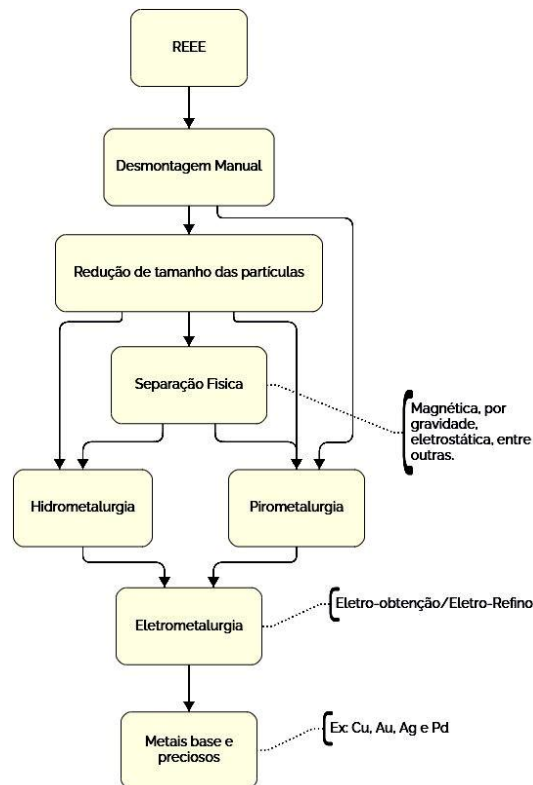 REEE
Desmontagem Manual
Redução de tamanho das partículas
Separação Fisica
Magnética, por
gravidade,
eletrostática, entre
outras.
Hidrometalurgia
Pirometalurgia
Eletro-obtenção/Eletro-Refino
Eletrometalurgia
Ex: Cu, Au, Ag e Pd
Metais base e
preciosos